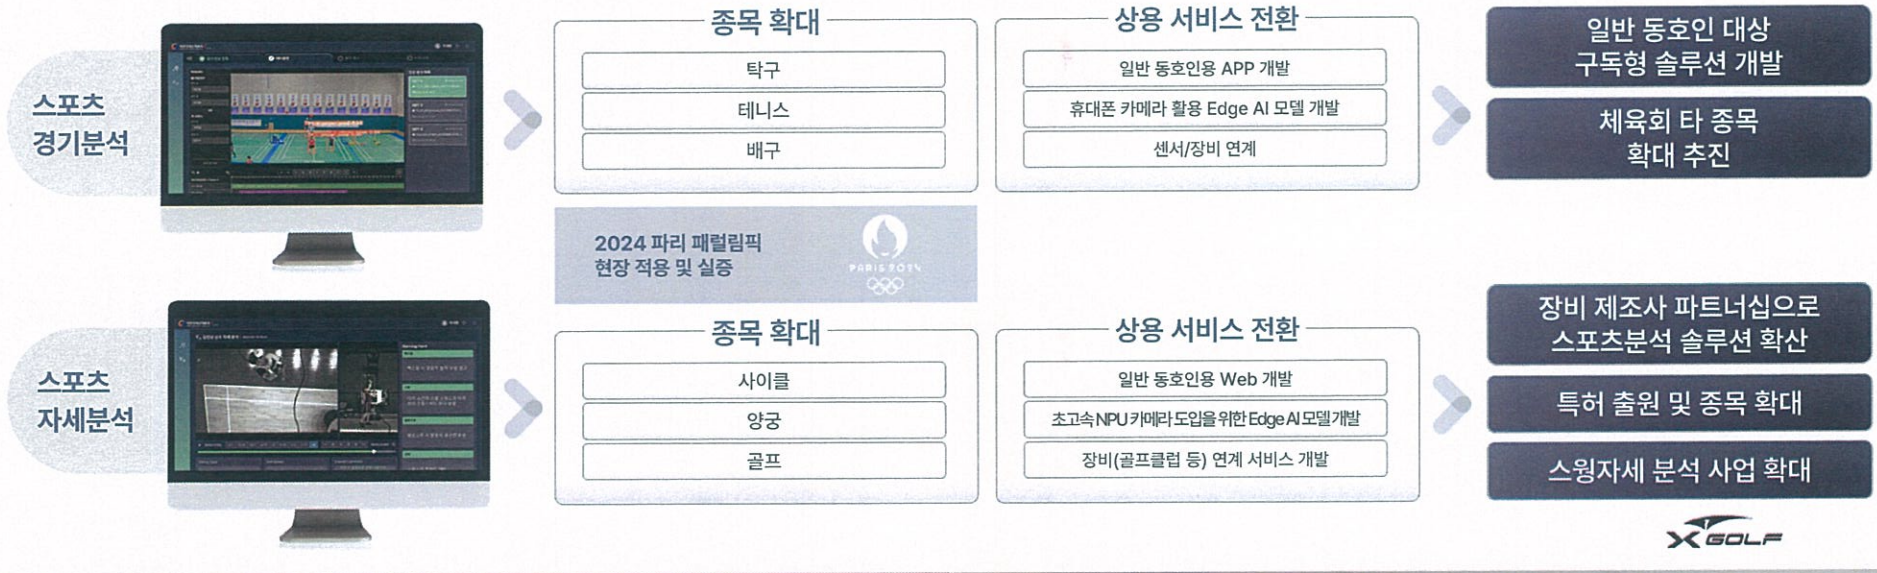 스포츠
경기분석
종목 확대
탁구
테니스
배구
상용 서비스 전환
일반 동호인용 APP 개발
휴대폰 카메라 활용 Edge AI 모델 개발
센서/장비 연계
일반 동호인 대상
구독형 솔루션 개발
체육회 타 종목
확대 추진
2024 파리 패럴림픽
현장 적용 및 실증
PARIS 2024
스포츠
자세분석
종목 확대
사이클
양궁
골프
상용 서비스 전환
일반 동호인용 Web 개발
초고속 NPU 카메라 도입을 위한 Edge AI 모델 개발
장비(골프클럽 등) 연계 서비스 개발
장비 제조사 파트너십으로
스포츠분석 솔루션 확산
특허 출원 및 종목 확대
스윙자세 분석 사업 확대
X GOLF